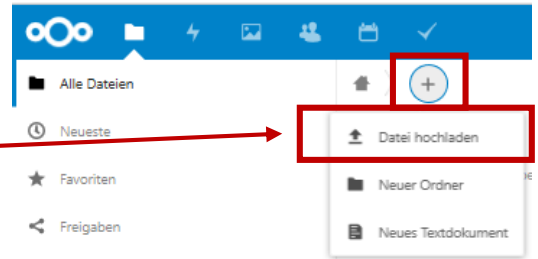 Alle Dateien
Neueste
Favoriten
Freigaben
Datei hochladen
Neuer Ordner
Neues Textdokument